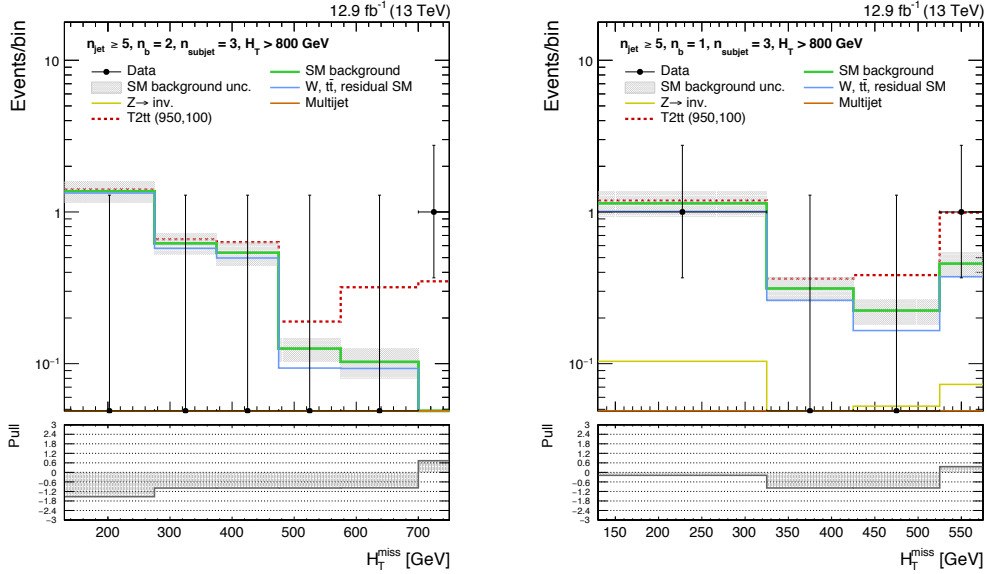 12.9 fb⁻¹ (13 TeV)
Events/bin
n_jet ≥ 5, n_b = 2, n_subjet = 3, H_T > 800 GeV
Data
SM background
SM background unc.
W, tt̄, residual SM
Z→ inv.
Multijet
T2tt (950,100)
10
1
10⁻¹
Pull
3
2.4
1.8
1.2
0.6
0
−0.6
−1.2
−1.8
−2.4
−3
200 300 400 500 600 700
H_T^miss [GeV]
12.9 fb⁻¹ (13 TeV)
Events/bin
n_jet ≥ 5, n_b = 1, n_subjet = 3, H_T > 800 GeV
Data
SM background
SM background unc.
W, tt̄, residual SM
Z→ inv.
Multijet
T2tt (950,100)
10
1
10⁻¹
Pull
3
2.4
1.8
1.2
0.6
0
−0.6
−1.2
−1.8
−2.4
−3
150 200 250 300 350 400 450 500 550
H_T^miss [GeV]